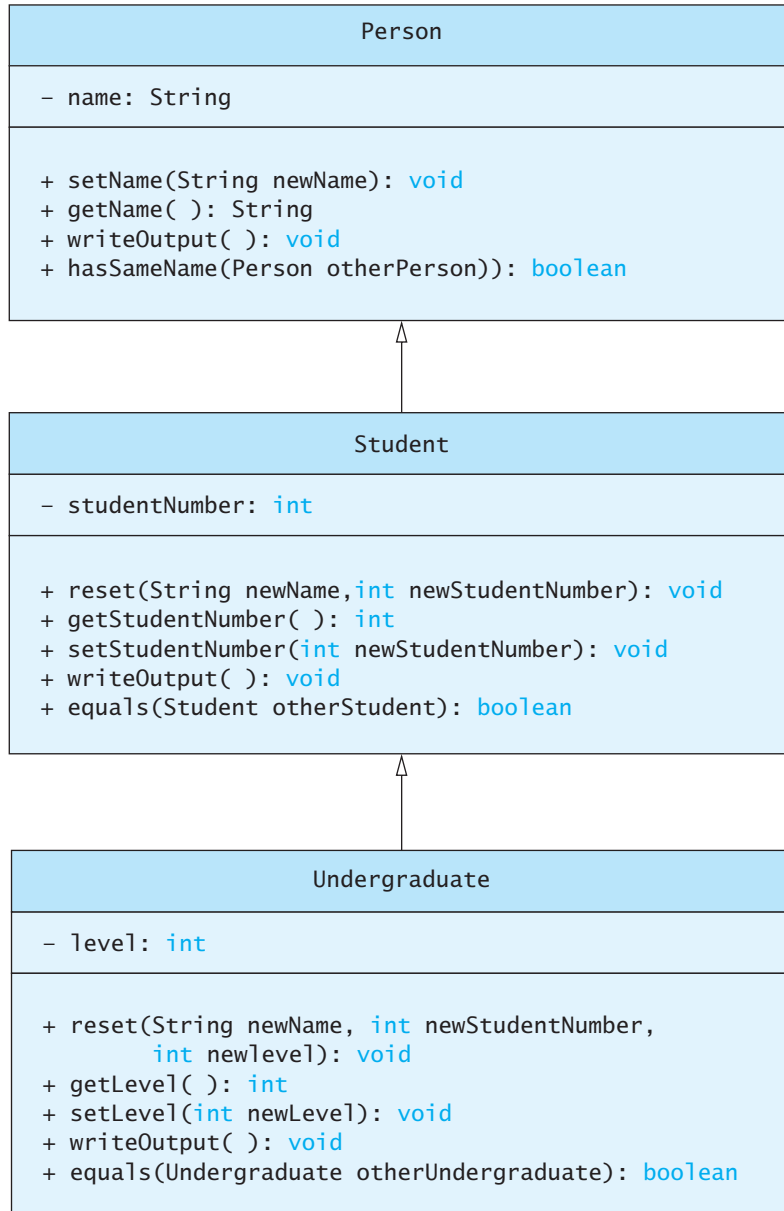 Person
– name: String
+ setName(String newName): void
+ getName( ): String
+ writeOutput( ): void
+ hasSameName(Person otherPerson)): boolean
Student
– studentNumber: int
+ reset(String newName,int newStudentNumber): void
+ getStudentNumber( ): int
+ setStudentNumber(int newStudentNumber): void
+ writeOutput( ): void
+ equals(Student otherStudent): boolean
Undergraduate
– level: int
+ reset(String newName, int newStudentNumber,
int newlevel): void
+ getLevel( ): int
+ setLevel(int newLevel): void
+ writeOutput( ): void
+ equals(Undergraduate otherUndergraduate): boolean